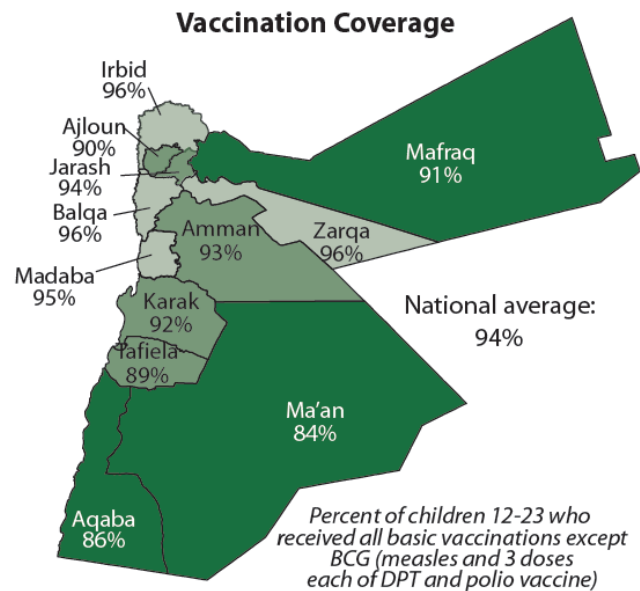 Vaccination Coverage
Irbid
96%
Ajloun
90%
Jarash
94%
Balqa
96%
Madaba
95%
Mafraq
91%
Amman
93%
Zarqa
96%
Karak
92%
Tafiela
89%
National average:
94%
Ma'an
84%
Aqaba
86%
Percent of children 12-23 who
received all basic vaccinations except
BCG (measles and 3 doses
each of DPT and polio vaccine)